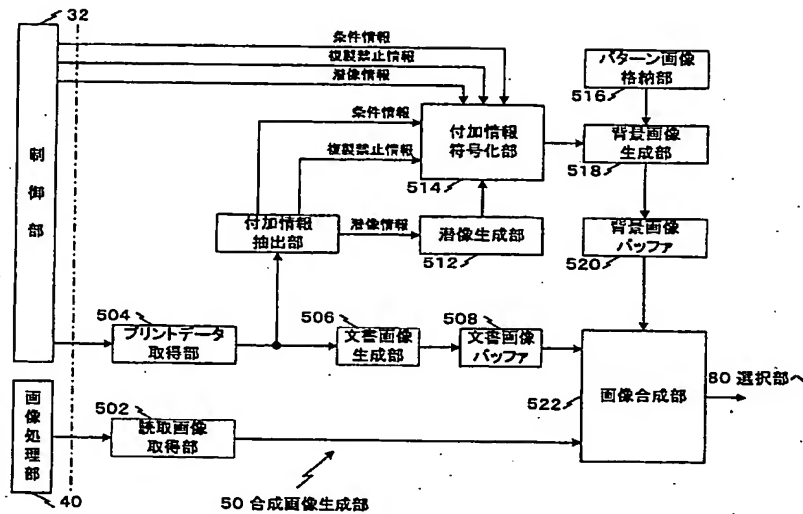 32
条件情報
複製禁止情報
潜像情報
パターン画像
格納部
516
条件情報
複製禁止情報
付加情報
符号化部
514
背景画像
生成部
518
制御部
付加情報
抽出部
潜像情報
潜像生成部
512
背景画像
バッファ
520
504
プリントデータ
取得部
506
文書画像
生成部
508
文書画像
バッファ
画像合成部
522
80 選択部へ
画像処理部
502
読取画像
取得部
40
50 合成画像生成部